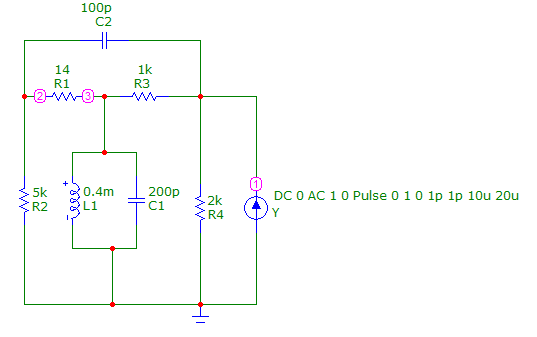 100p
C2
14
R1
1k
R3
2
3
1
DC 0 AC 1 0 Pulse 0 1 0 1p 1p 10u 20u
Y
5k
R2
+
0.4m
L1
200p
C1
2k
R4